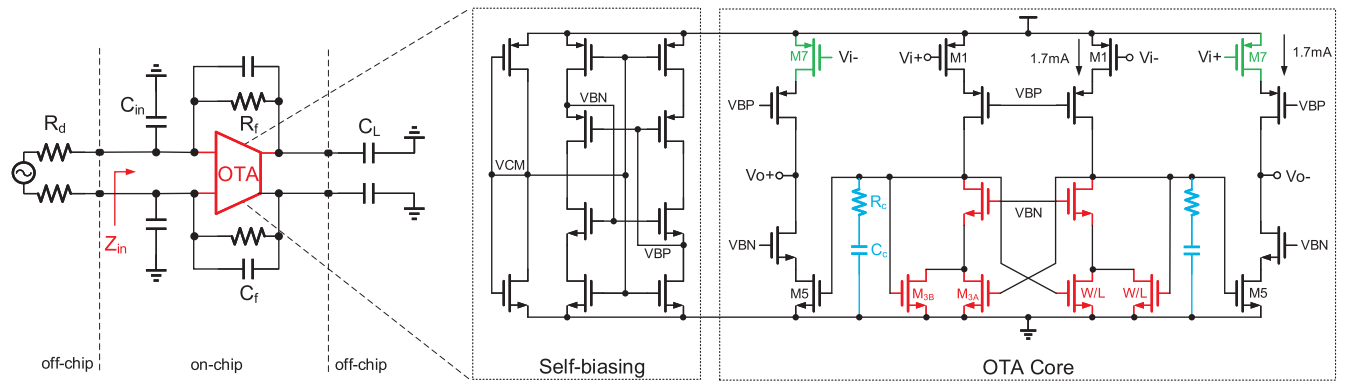 Rd
Cin
Rf
CL
OTA
Zin
Cf
off-chip
on-chip
off-chip
VBN
VCM
VBP
Self-biasing
M7
Vi-
Vi+
M1
1.7mA
M1
Vi-
Vi+
M7
1.7mA
VBP
VBP
VBP
Vo+
Rc
VBN
Vo-
VBN
Cc
VBN
M5
M3B
M3A
W/L
W/L
M5
OTA Core